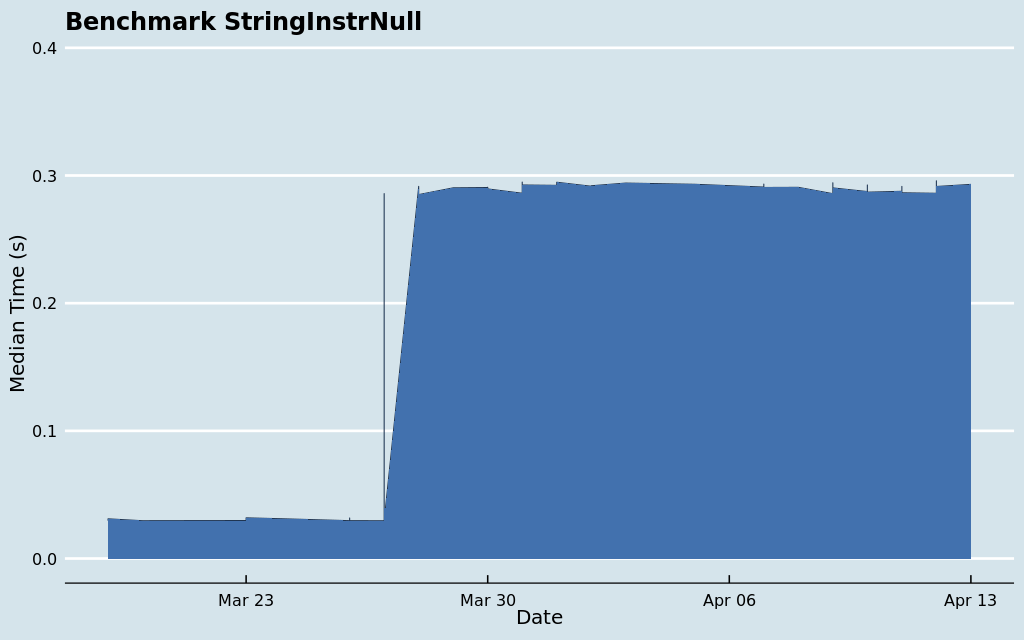 Benchmark StringInstrNull
0.4
0.3
0.2
0.1
0.0
Median Time (s)
Mar 23
Mar 30
Apr 06
Apr 13
Date